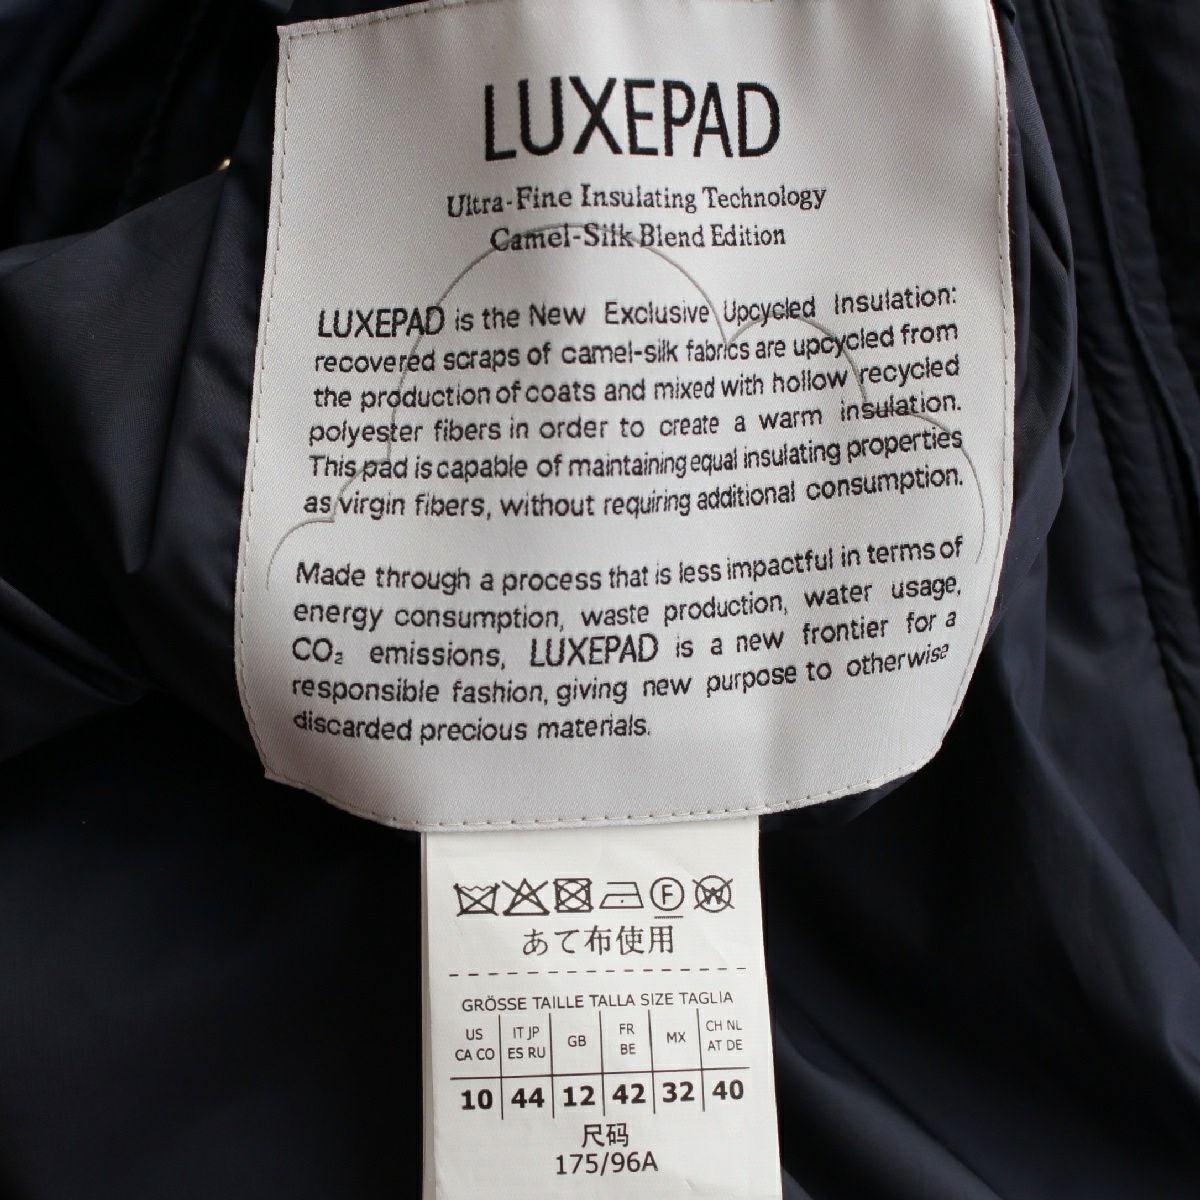 LUXEPAD
Ultra-Fine Insulating Technology
Camel-Silk Blend Edition
LUXEPAD is the New Exclusive Upcycled Insulation:
recovered scraps of camel-silk fabrics are upcycled from
the production of coats and mixed with hollow recycled
polyester fibers in order to create a warm insulation.
This pad is capable of maintaining equal insulating properties
as virgin fibers, without requiring additional consumption.
Made through a process that is less impactful in terms of
energy consumption, waste production, water usage,
CO₂ emissions, LUXEPAD is a new frontier for a
responsible fashion, giving new purpose to otherwise
discarded precious materials.
F W
あて布使用
GRÖSSE TAILLE TALLA SIZE TAGLIA
US IT JP GB FR MX CH NL
CA CO ES RU BE AT DE
10 44 12 42 32 40
尺码
175/96A